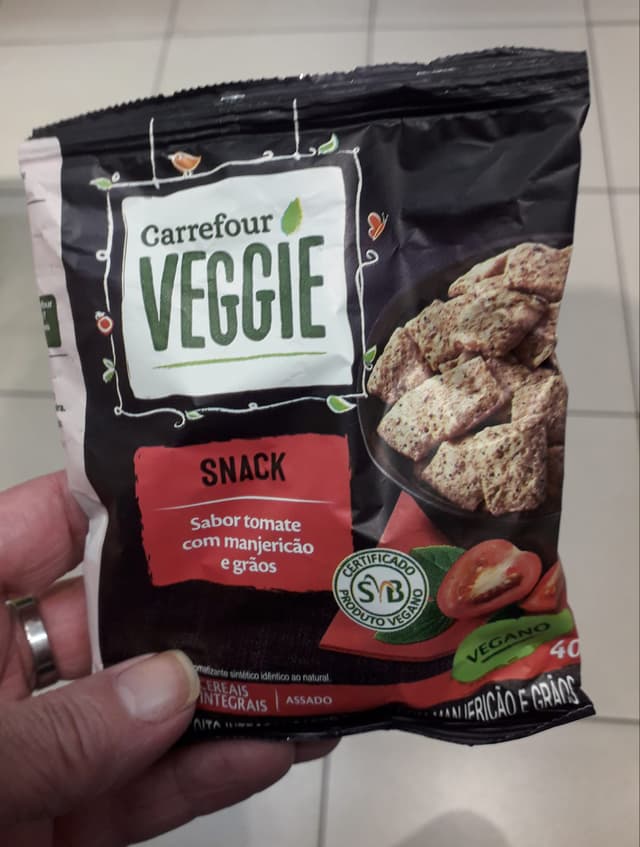 Carrefour
VEGGIE
SNACK
Sabor tomate
com manjericão
e grãos
CERTIFICADO
SVB
PRODUTO VEGANO
VEGANO
40
sintético idêntico ao natural.
CEREAIS
INTEGRAIS
ASSADO
MANJERICÃO E GRÃOS